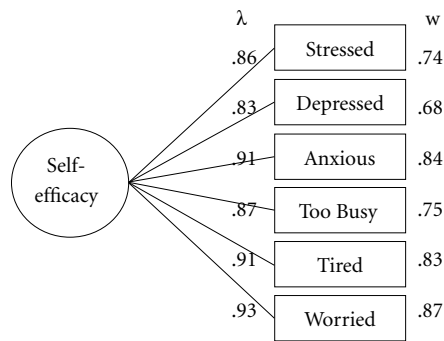 λ w
.86 Stressed .74
.83 Depressed .68
.91 Anxious .84
Self-
efficacy
.87 Too Busy .75
.91 Tired .83
.93 Worried .87